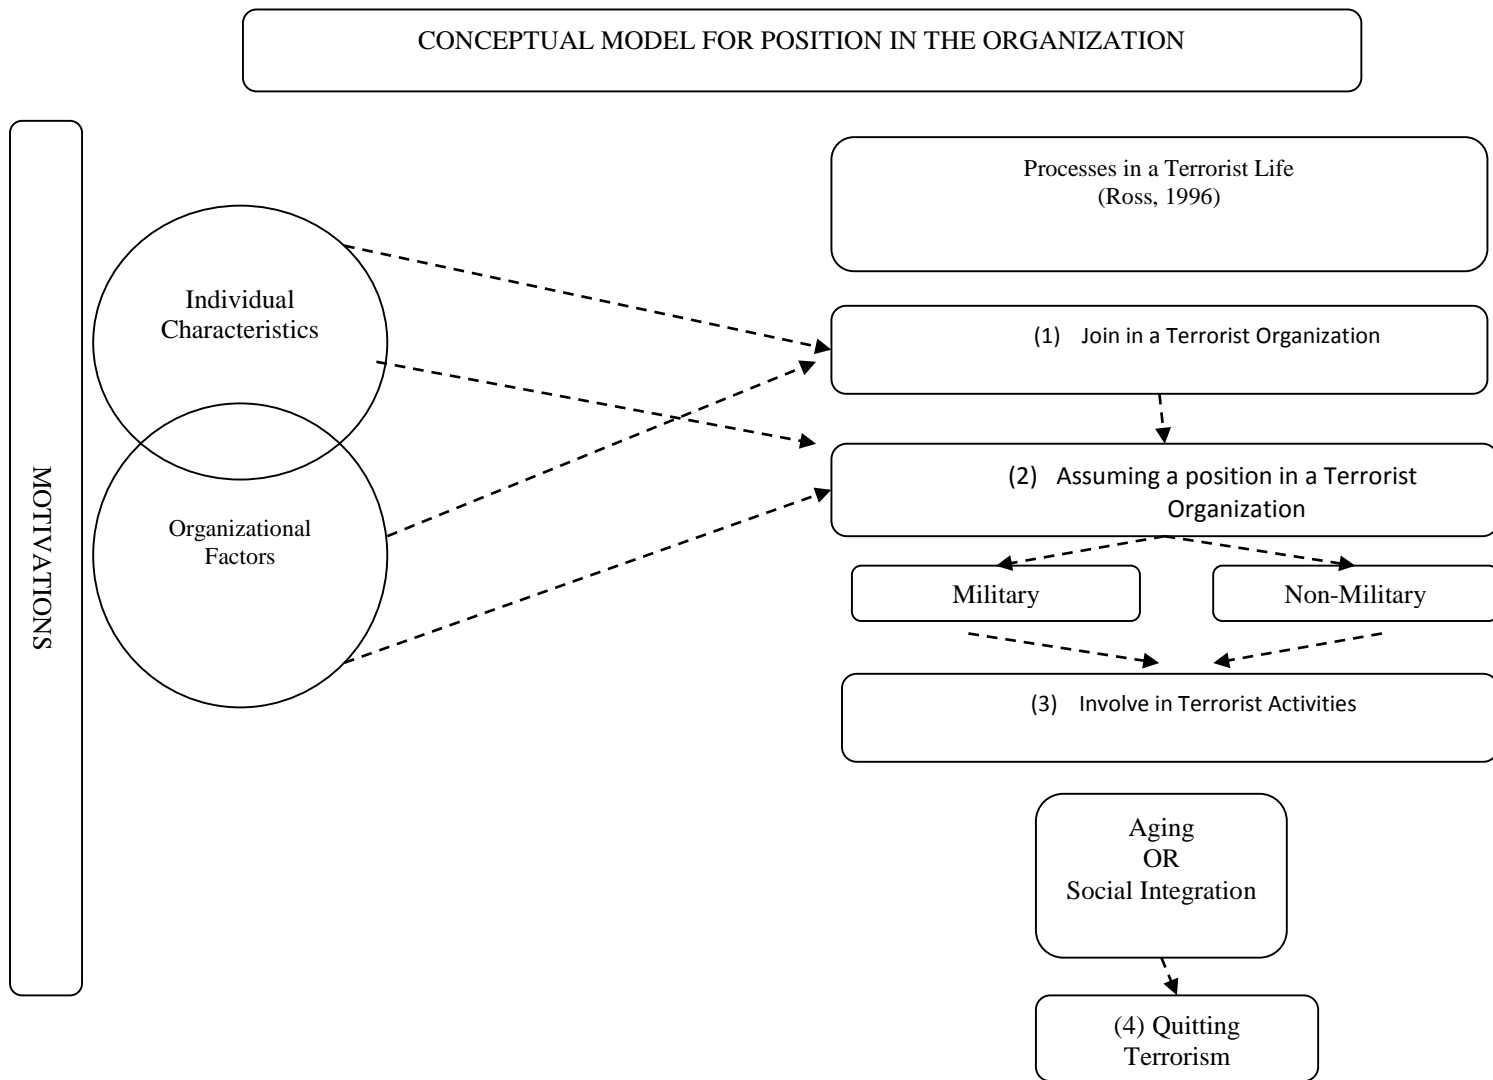 CONCEPTUAL MODEL FOR POSITION IN THE ORGANIZATION
MOTIVATIONS
Individual
Characteristics
Organizational
Factors
Processes in a Terrorist Life
(Ross, 1996)
(1) Join in a Terrorist Organization
(2) Assuming a position in a Terrorist
Organization
Military
Non-Military
(3) Involve in Terrorist Activities
Aging
OR
Social Integration
(4) Quitting
Terrorism